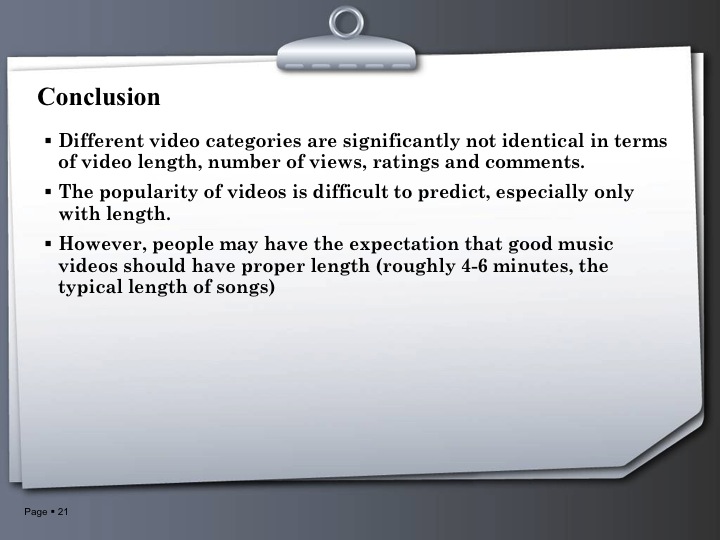 Conclusion
▪ Different video categories are significantly not identical in terms
of video length, number of views, ratings and comments.
▪ The popularity of videos is difficult to predict, especially only
with length.
▪ However, people may have the expectation that good music
videos should have proper length (roughly 4-6 minutes, the
typical length of songs)
Page ▪ 21